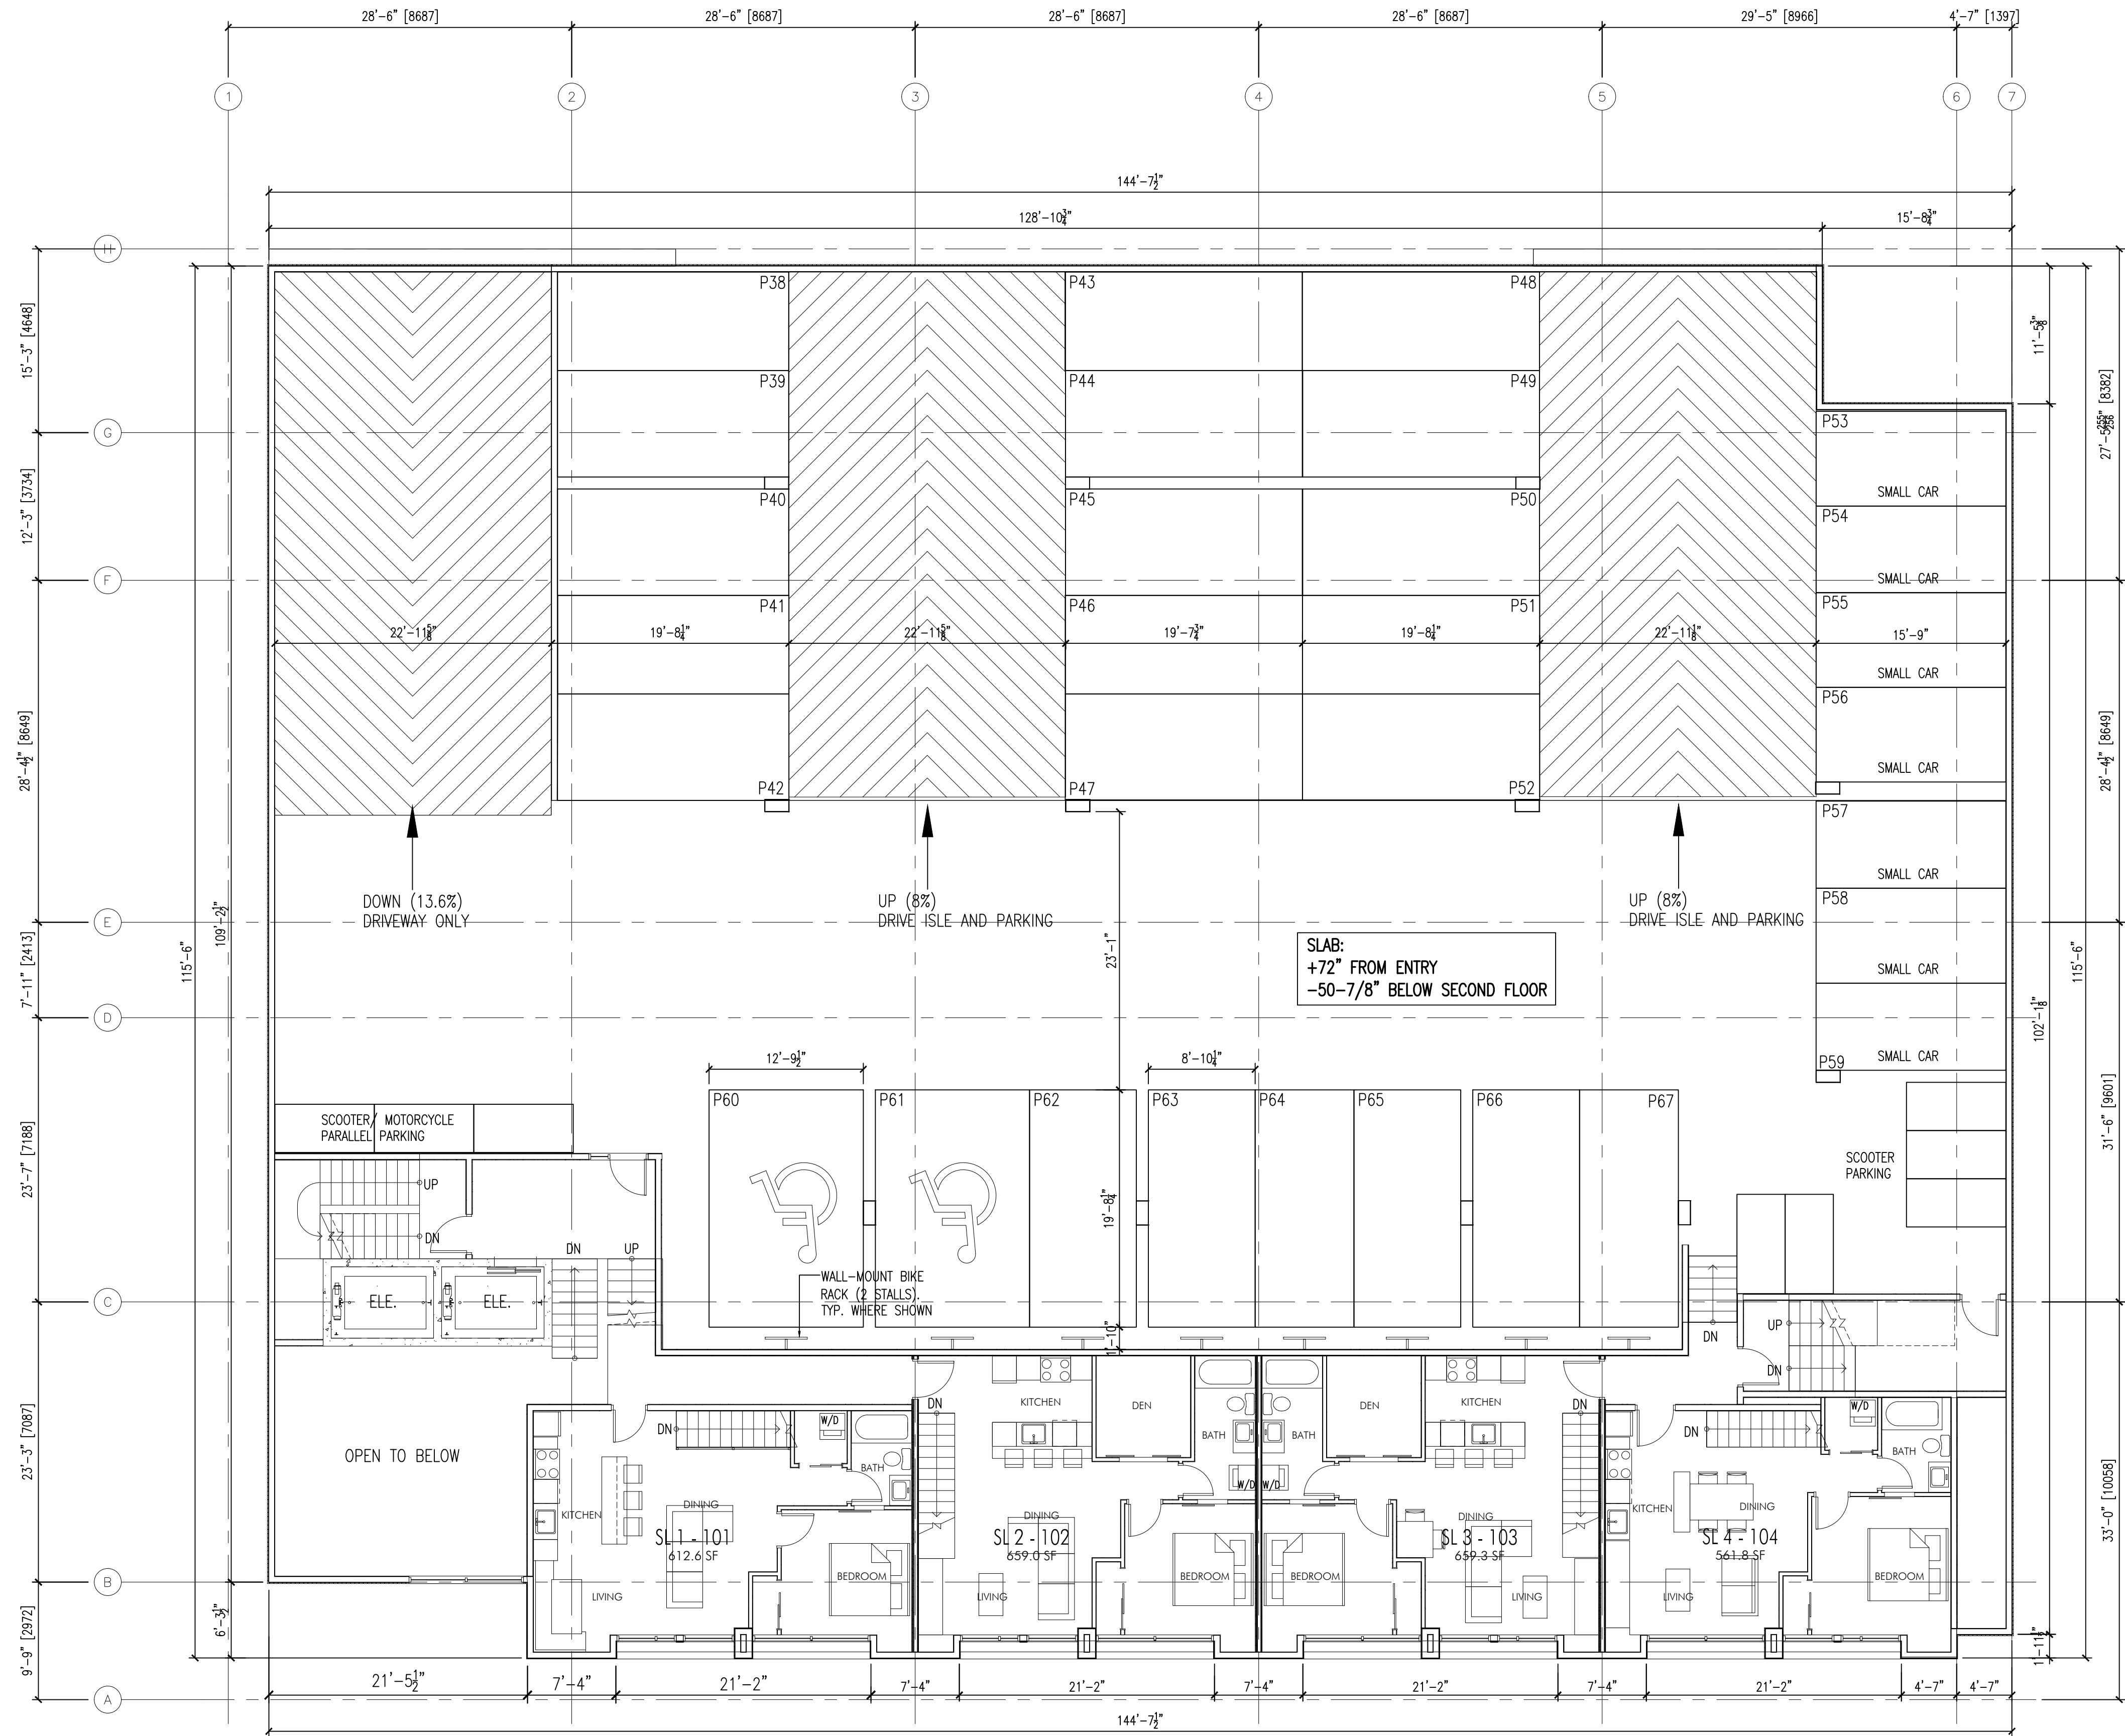 28'-6" [8687]
28'-6" [8687]
28'-6" [8687]
28'-6" [8687]
29'-5" [8966]
4'-7" [1397]
1
2
3
4
5
6
7
144'-7½"
128'-10¾"
15'-8¾"
H
G
F
E
D
C
B
A
15'-3" [4648]
12'-3" [3734]
28'-4½" [8649]
7'-11" [2413]
23'-7" [7188]
23'-3" [7087]
9'-9" [2972]
115'-6"
109'-2½"
6'-3½"
P38
P43
P48
P39
P44
P49
P53
SMALL CAR
P40
P45
P50
P54
SMALL CAR
P41
P46
P51
P55
22'-11⅝"
19'-8¼"
22'-11⅝"
19'-7¾"
19'-8¼"
22'-11⅛"
15'-9"
SMALL CAR
P56
SMALL CAR
P42
P47
P52
P57
SMALL CAR
P58
SMALL CAR
P59
SMALL CAR
DOWN (13.6%)
DRIVEWAY ONLY
UP (8%)
DRIVE ISLE AND PARKING
UP (8%)
DRIVE ISLE AND PARKING
23'-1"
SLAB:
+72" FROM ENTRY
-50-7/8" BELOW SECOND FLOOR
12'-9½"
8'-10¼"
P60
P61
P62
P63
P64
P65
P66
P67
19'-8¼"
1'-10"
SCOOTER/ MOTORCYCLE
PARALLEL PARKING
SCOOTER
PARKING
UP
DN
DN
UP
ELE.
ELE.
WALL-MOUNT BIKE
RACK (2 STALLS).
TYP. WHERE SHOWN
DN
UP
DN
OPEN TO BELOW
DN
W/D
BATH
KITCHEN
DINING
SL 1 - 101
612.6 SF
LIVING
BEDROOM
DN
KITCHEN
DEN
BATH
W/D
DINING
SL 2 - 102
659.0 SF
LIVING
BEDROOM
BATH
DEN
KITCHEN
DN
W/D
DINING
SL 3 - 103
659.3 SF
BEDROOM
LIVING
DN
W/D
BATH
KITCHEN
DINING
SL 4 - 104
561.8 SF
LIVING
BEDROOM
11'-5⅜"
102'-1⅛"
115'-6"
27'-5 255/256" [8382]
28'-4½" [8649]
31'-6" [9601]
33'-0" [10058]
21'-5½"
7'-4"
21'-2"
7'-4"
21'-2"
7'-4"
21'-2"
7'-4"
21'-2"
4'-7"
4'-7"
144'-7½"